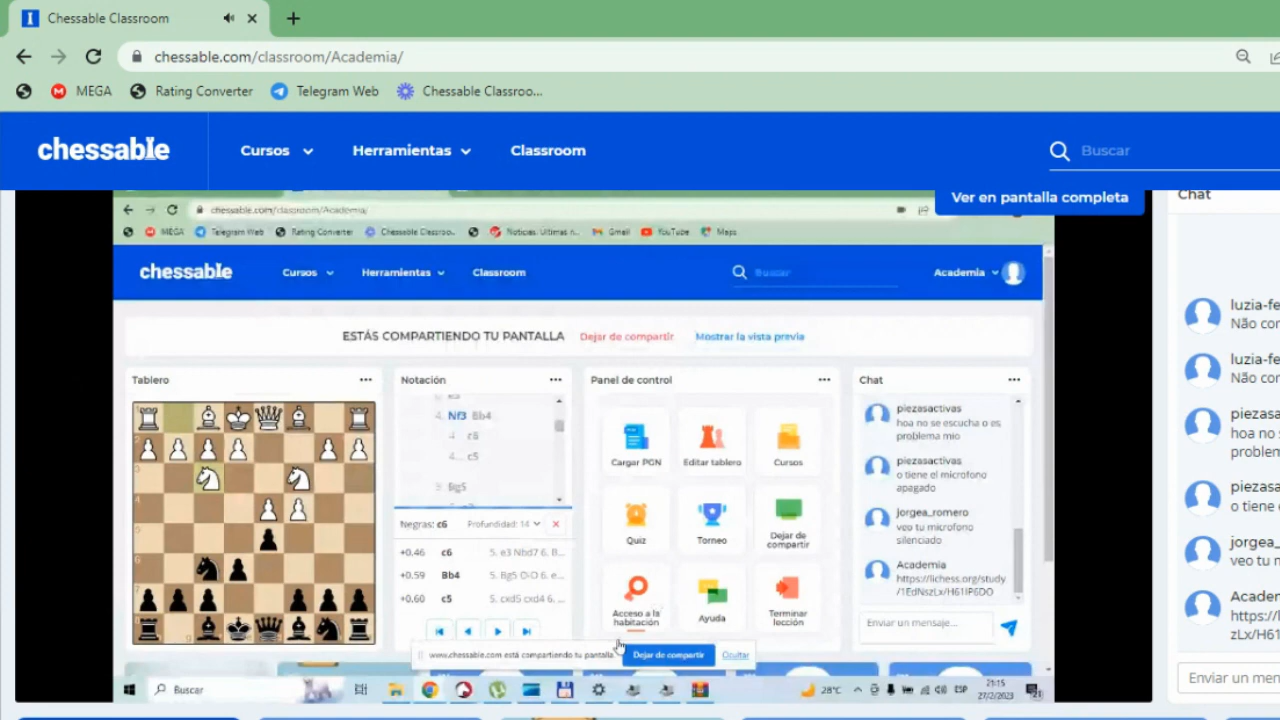 Chessable Classroom
chessable.com/classroom/Academia/
MEGA Rating Converter Telegram Web Chessable Classroo...
chessable Cursos Herramientas Classroom Buscar
Ver en pantalla completa
chessable.com/classroom/Academia/
MEGA Telegram Web Rating Converter Chessable Classroo... Noticias: Últimas n... Gmail YouTube Maps
chessable Cursos Herramientas Classroom Buscar Academia
ESTÁS COMPARTIENDO TU PANTALLA Dejar de compartir Mostrar la vista previa
Tablero
Notación
4. Nf3 Bb4
4. c6
4... c5
5. Bg5
Negras: c6 Profundidad: 14
+0.46 c6 5. e3 Nbd7 6. B...
+0.59 Bb4 5. Bg5 O-O 6. e...
+0.60 c5 5. cxd5 cxd4 6. ...
Panel de control
Cargar PGN Editar tablero Cursos
Quiz Torneo Dejar de
compartir
Acceso a la
habitación Ayuda Terminar
lección
Chat
piezasactivas
hoa no se escucha o es
problema mio
piezasactivas
o tiene el microfono
apagado
jorgea_romero
veo tu microfono
silenciado
Academia
https://lichess.org/study
/1EdNszLx/H61IP6DO
Enviar un mensaje...
www.chessable.com está compartiendo tu pantalla. Dejar de compartir Ocultar
Buscar
28°C ESP 21:15
27/2/2023
Chat
luzia-fe
Não con
luzia-fe
Não con
piezasa
hoa no s
problem
piezasa
o tiene e
jorgea_
veo tu m
Academ
https://
zLx/H61
Enviar un men